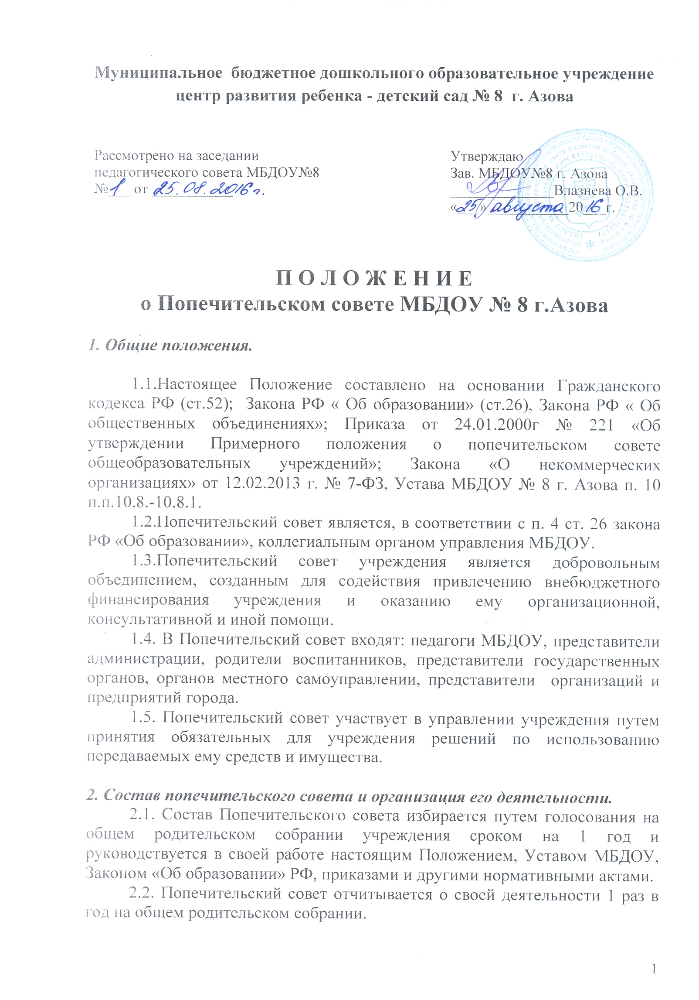 Муниципальное бюджетное дошкольного образовательное учреждение
центр развития ребенка - детский сад № 8 г. Азова
Рассмотрено на заседании
педагогического совета МБДОУ№8
№ 1 от 25.08.2016г.
Утверждаю
Зав. МБДОУ№8 г. Азова
Влазнева О.В.
«25» августа 2016 г.
П О Л О Ж Е Н И Е
о Попечительском совете МБДОУ № 8 г.Азова
1. Общие положения.
1.1.Настоящее Положение составлено на основании Гражданского
кодекса РФ (ст.52); Закона РФ « Об образовании» (ст.26), Закона РФ « Об
общественных объединениях»; Приказа от 24.01.2000г № 221 «Об
утверждении Примерного положения о попечительском совете
общеобразовательных учреждений»; Закона «О некоммерческих
организациях» от 12.02.2013 г. № 7-ФЗ, Устава МБДОУ № 8 г. Азова п. 10
п.п.10.8.-10.8.1.
1.2.Попечительский совет является, в соответствии с п. 4 ст. 26 закона
РФ «Об образовании», коллегиальным органом управления МБДОУ.
1.3.Попечительский совет учреждения является добровольным
объединением, созданным для содействия привлечению внебюджетного
финансирования учреждения и оказанию ему организационной,
консультативной и иной помощи.
1.4. В Попечительский совет входят: педагоги МБДОУ, представители
администрации, родители воспитанников, представители государственных
органов, органов местного самоуправлении, представители организаций и
предприятий города.
1.5. Попечительский совет участвует в управлении учреждения путем
принятия обязательных для учреждения решений по использованию
передаваемых ему средств и имущества.
2. Состав попечительского совета и организация его деятельности.
2.1. Состав Попечительского совета избирается путем голосования на
общем родительском собрании учреждения сроком на 1 год и
руководствуется в своей работе настоящим Положением, Уставом МБДОУ,
Законом «Об образовании» РФ, приказами и другими нормативными актами.
2.2. Попечительский совет отчитывается о своей деятельности 1 раз в
год на общем родительском собрании.
1